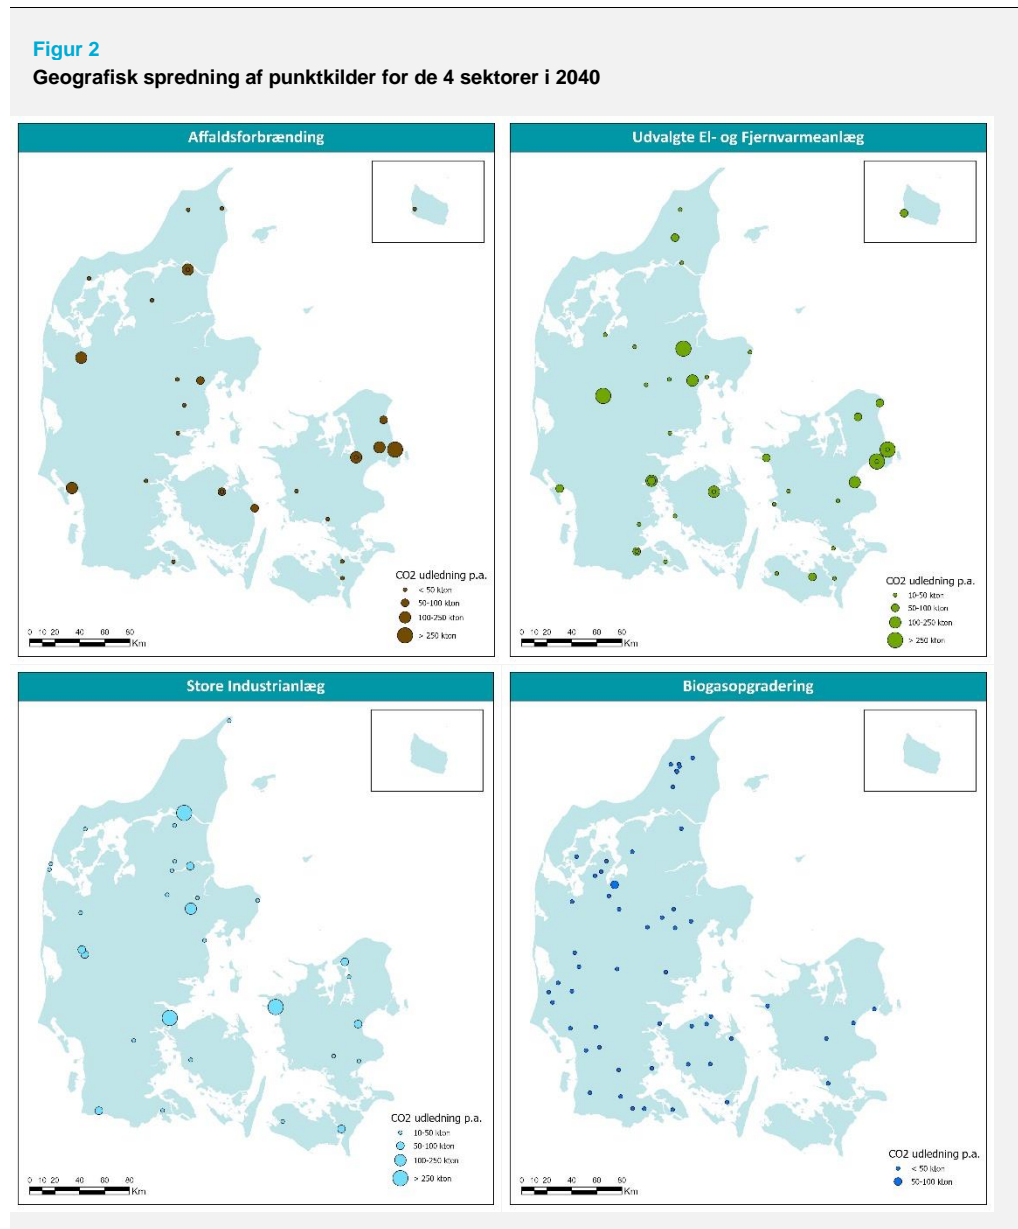 Figur 2
Geografisk spredning af punktkilder for de 4 sektorer i 2040
Affaldsforbrænding
CO2 udledning p.a.
< 50 kton
50-100 kton
100-250 kton
> 250 kton
0 10 20 40 60 80
Km
Udvalgte El- og Fjernvarmeanlæg
CO2 udledning p.a.
10-50 kton
50-100 kton
100-250 kton
> 250 kton
0 10 20 40 60 80
Km
Store Industrianlæg
CO2 udledning p.a.
10-50 kton
50-100 kton
100-250 kton
> 250 kton
0 10 20 40 60 80
Km
Biogasopgradering
CO2 udledning p.a.
< 50 kton
50-100 kton
0 10 20 40 60 80
Km